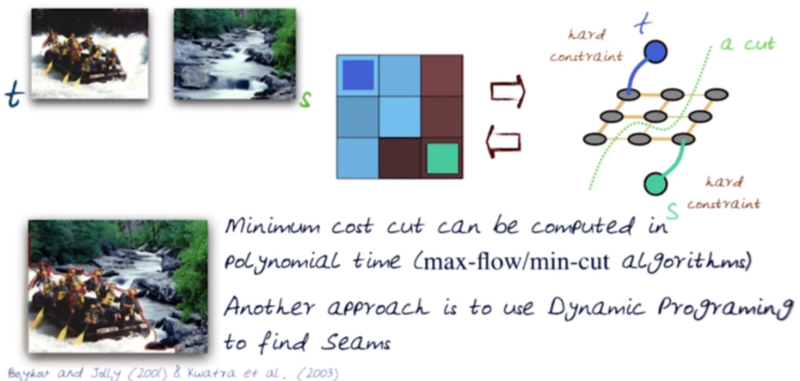 t
s
hard
constraint
t
a cut
s
hard
constraint
Minimum cost cut can be computed in
polynomial time (max-flow/min-cut algorithms)
Another approach is to use Dynamic Programing
to find Seams
Boykov and Jolly (2001) & Kwatra et al. (2003)